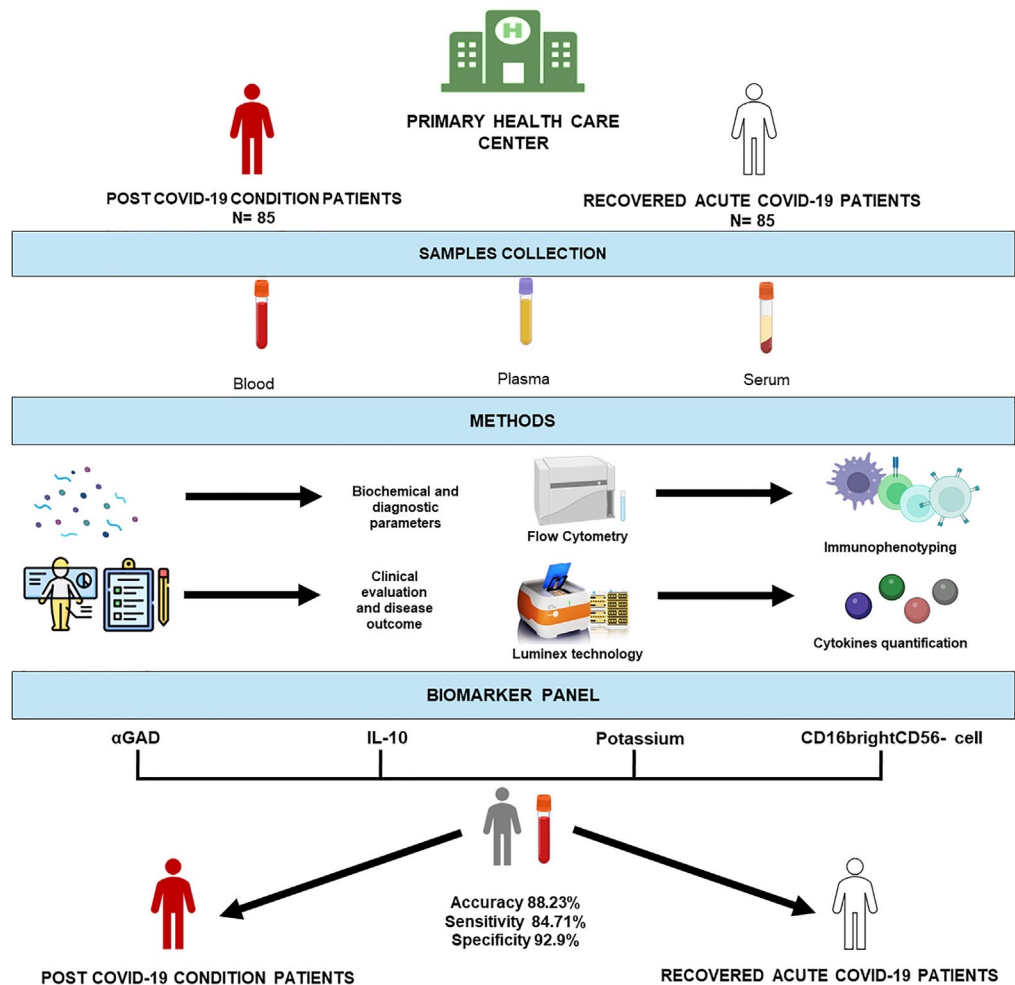 H
PRIMARY HEALTH CARE
CENTER
POST COVID-19 CONDITION PATIENTS
N= 85
RECOVERED ACUTE COVID-19 PATIENTS
N= 85
SAMPLES COLLECTION
Blood
Plasma
Serum
METHODS
Biochemical and
diagnostic
parameters
Flow Cytometry
Immunophenotyping
Clinical
evaluation
and disease
outcome
Luminex technology
Cytokines quantification
BIOMARKER PANEL
αGAD
IL-10
Potassium
CD16brightCD56- cell
Accuracy 88.23%
Sensitivity 84.71%
Specificity 92.9%
POST COVID-19 CONDITION PATIENTS
RECOVERED ACUTE COVID-19 PATIENTS